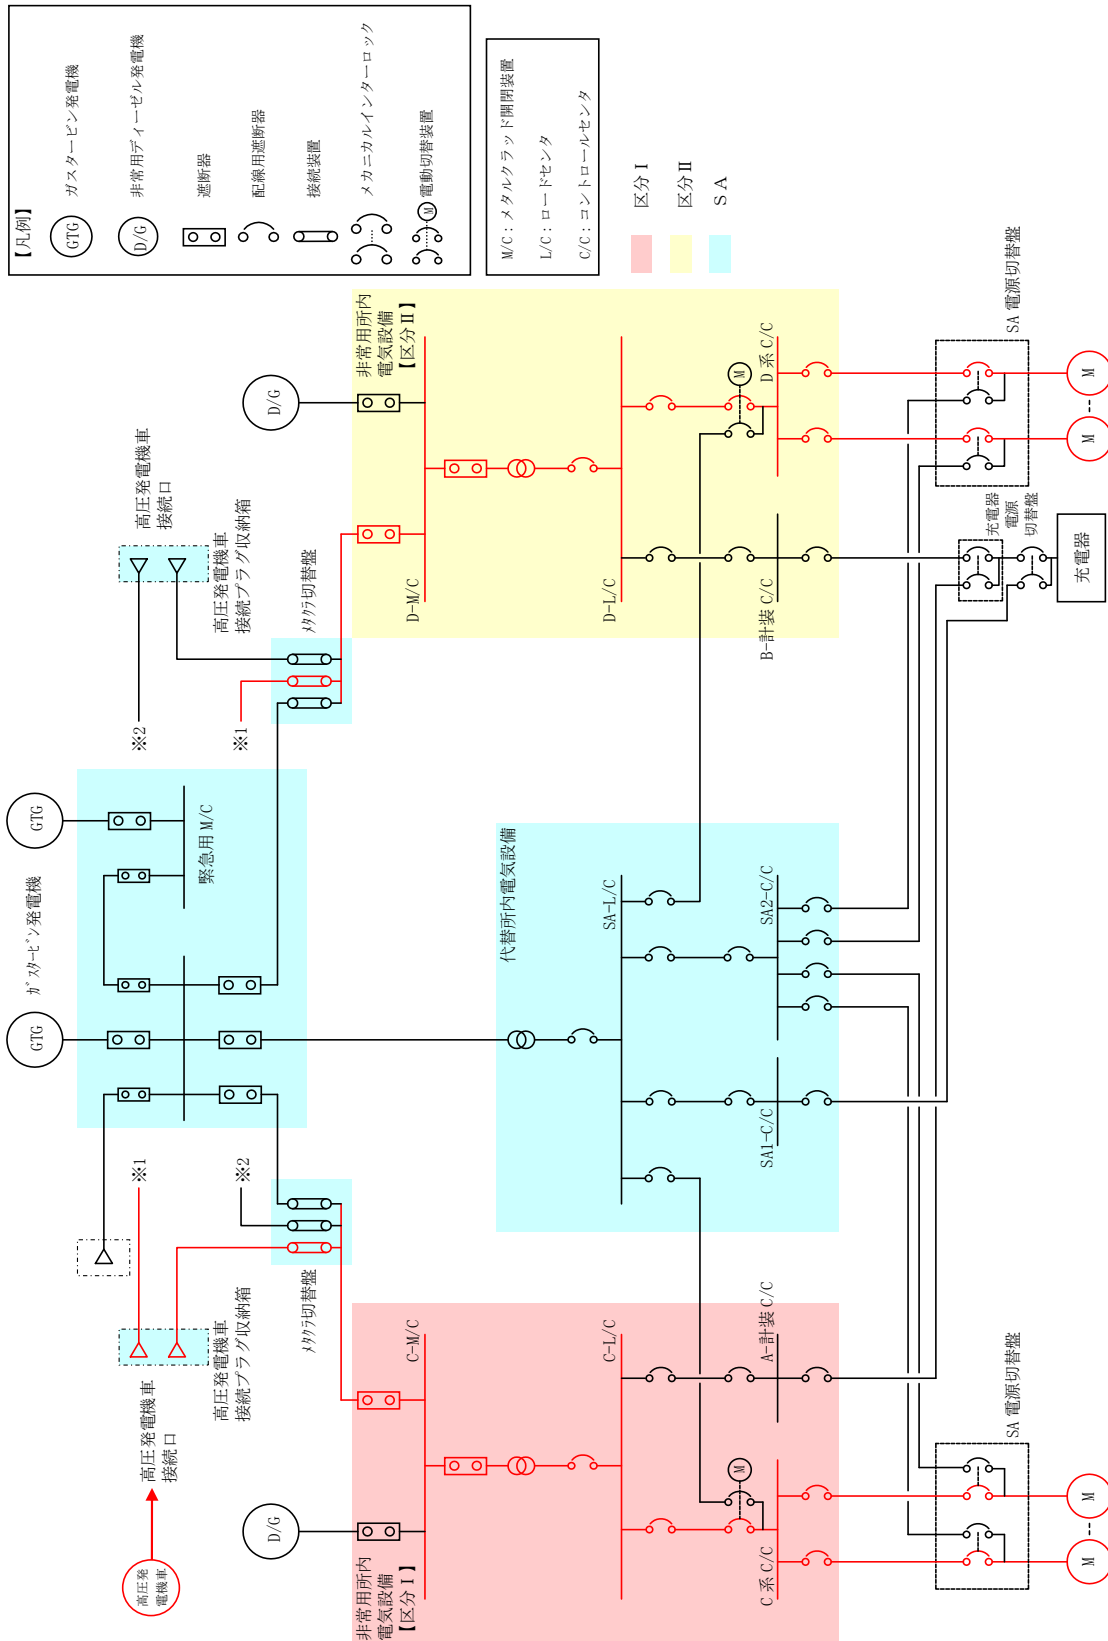 【凡例】
GTG
ガスタービン発電機
D/G
非常用ディーゼル発電機
遮断器
配線用遮断器
接続装置
メカニカルインターロック
M
電動切替装置
M/C：メタルクラッド開閉装置
L/C：ロードセンタ
C/C：コントロールセンタ
区分Ⅰ
区分Ⅱ
ＳＡ
高圧発電機車
高圧発電機車
接続口
※1
高圧発電機車
接続プラグ収納箱
※2
ﾒﾀｸﾗ切替盤
GTG
ｶﾞｽﾀｰﾋﾞﾝ発電機
GTG
緊急用 M/C
※2
※1
高圧発電機車
接続口
高圧発電機車
接続プラグ収納箱
ﾒﾀｸﾗ切替盤
D/G
非常用所内
電気設備
【区分Ⅰ】
C-M/C
C-L/C
M
C 系 C/C
A-計装 C/C
代替所内電気設備
SA-L/C
SA1-C/C
SA2-C/C
D/G
非常用所内
電気設備
【区分Ⅱ】
D-M/C
D-L/C
M
B-計装 C/C
D 系 C/C
SA 電源切替盤
M
M
充電器
電源
切替盤
充電器
SA 電源切替盤
M
M